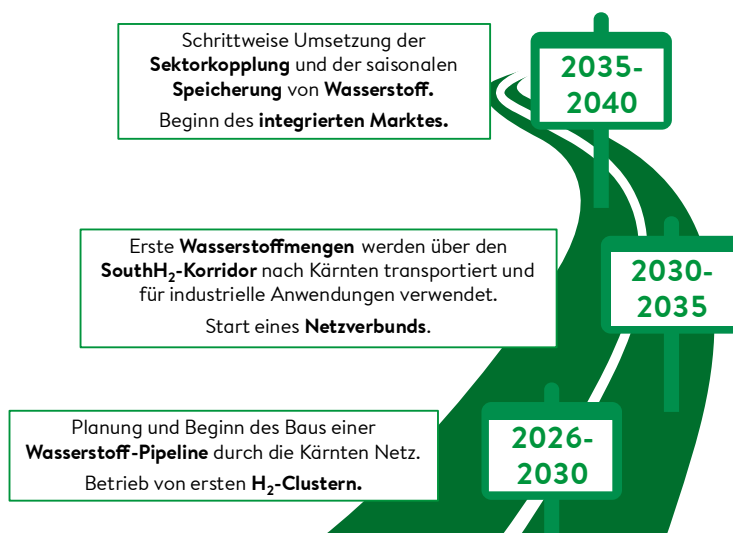 Schrittweise Umsetzung der
Sektorkopplung und der saisonalen
Speicherung von Wasserstoff.
Beginn des integrierten Marktes.
2035-
2040
Erste Wasserstoffmengen werden über den
SouthH₂-Korridor nach Kärnten transportiert und
für industrielle Anwendungen verwendet.
Start eines Netzverbunds.
2030-
2035
Planung und Beginn des Baus einer
Wasserstoff-Pipeline durch die Kärnten Netz.
Betrieb von ersten H₂-Clustern.
2026-
2030